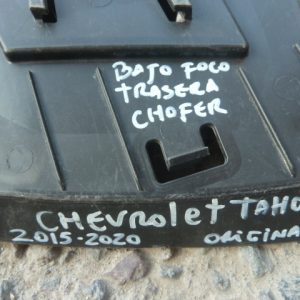 BAJO FOCO
trASERA
CHOFER
CHEVrOlet TAHO
2015-2020 OriGiNA